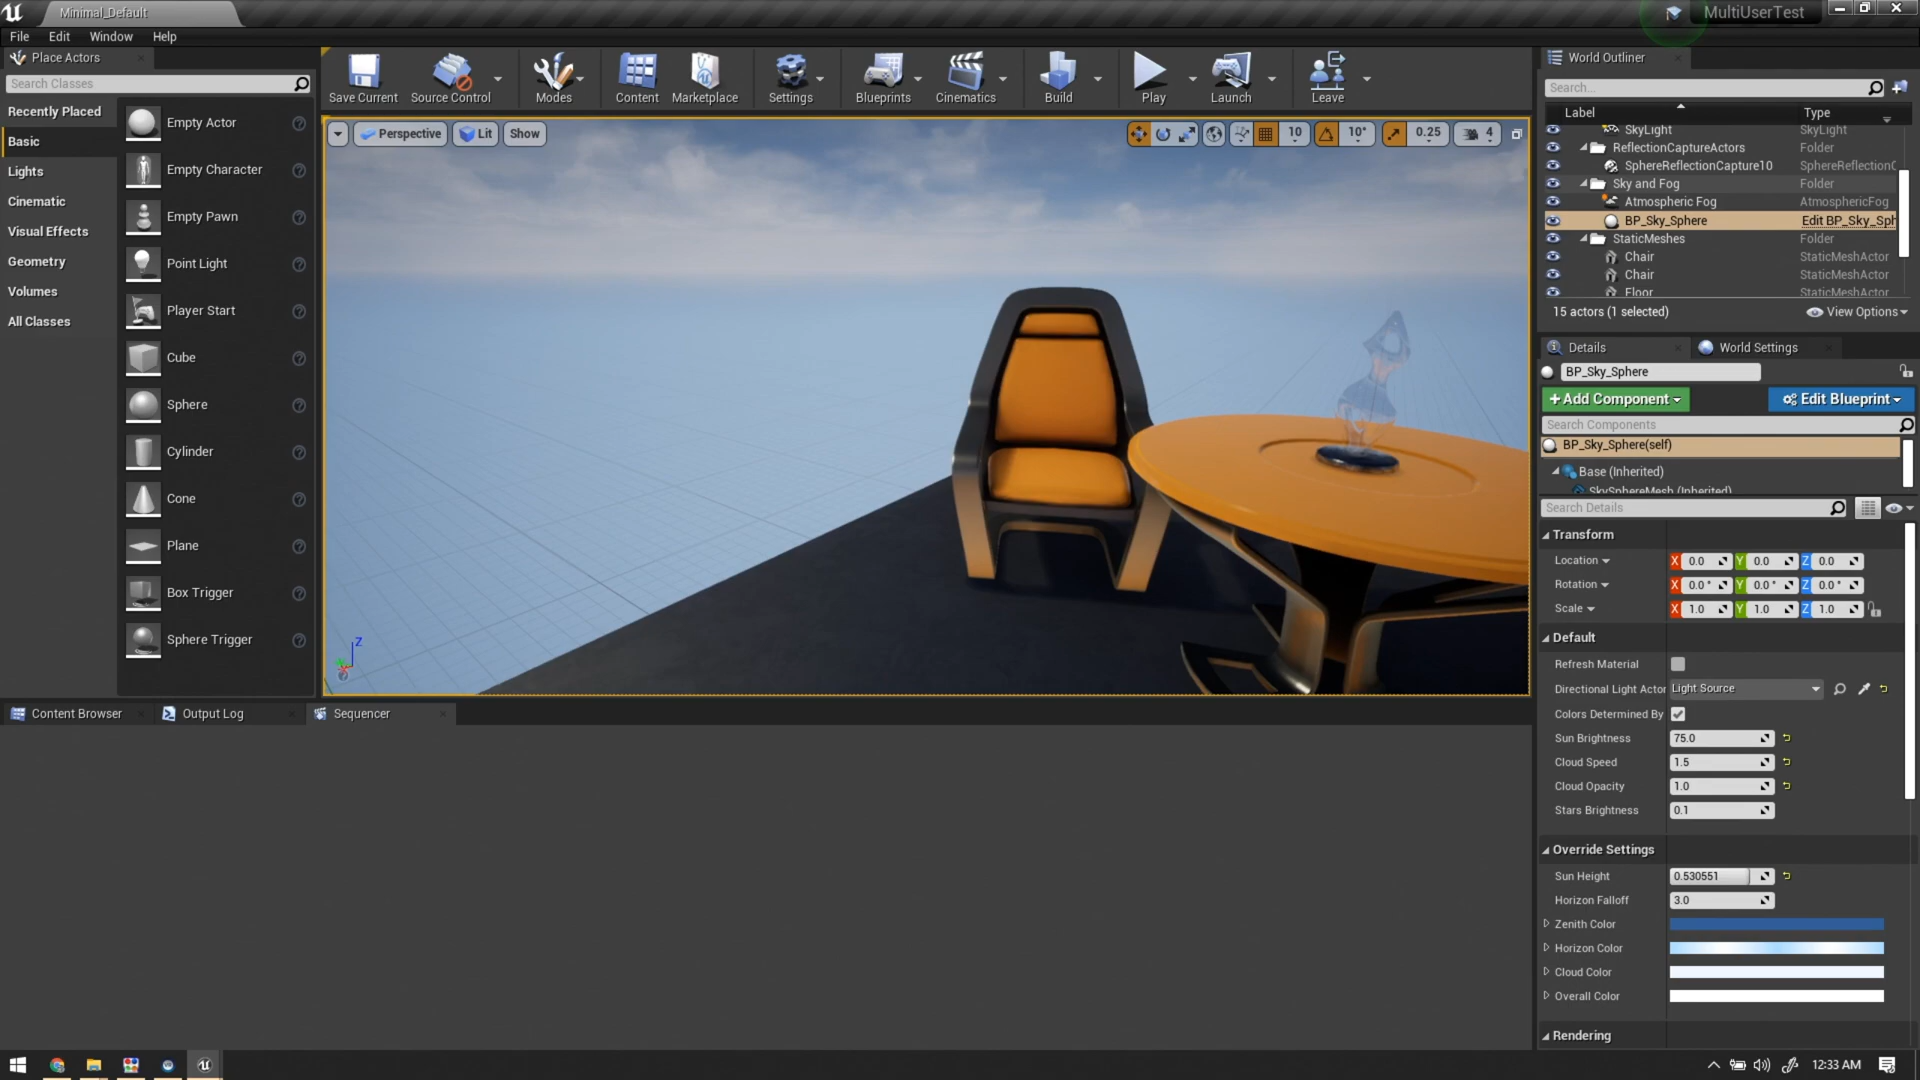 Minimal_Default
MultiUserTest
File Edit Window Help
Place Actors
Search Classes
Recently Placed
Basic
Lights
Cinematic
Visual Effects
Geometry
Volumes
All Classes
Empty Actor
Empty Character
Empty Pawn
Point Light
Player Start
Cube
Sphere
Cylinder
Cone
Plane
Box Trigger
Sphere Trigger
Save Current Source Control Modes Content Marketplace Settings Blueprints Cinematics Build Play Launch Leave
Perspective Lit Show 10 10° 0.25 4
Z
World Outliner
Search...
Label Type
SkyLight SkyLight
ReflectionCaptureActors Folder
SphereReflectionCapture10 SphereReflectionC
Sky and Fog Folder
Atmospheric Fog AtmosphericFog
BP_Sky_Sphere Edit BP_Sky_Sph
StaticMeshes Folder
Chair StaticMeshActor
Chair StaticMeshActor
Floor StaticMeshActor
15 actors (1 selected) View Options
Details World Settings
BP_Sky_Sphere
+Add Component Edit Blueprint
Search Components
BP_Sky_Sphere(self)
Base (Inherited)
SkySphereMesh (Inherited)
Search Details
Transform
Location X 0.0 Y 0.0 Z 0.0
Rotation X 0.0 ° Y 0.0 ° Z 0.0 °
Scale X 1.0 Y 1.0 Z 1.0
Default
Refresh Material
Directional Light Actor Light Source
Colors Determined By
Sun Brightness 75.0
Cloud Speed 1.5
Cloud Opacity 1.0
Stars Brightness 0.1
Override Settings
Sun Height 0.530551
Horizon Falloff 3.0
Zenith Color
Horizon Color
Cloud Color
Overall Color
Rendering
Content Browser Output Log Sequencer
12:33 AM